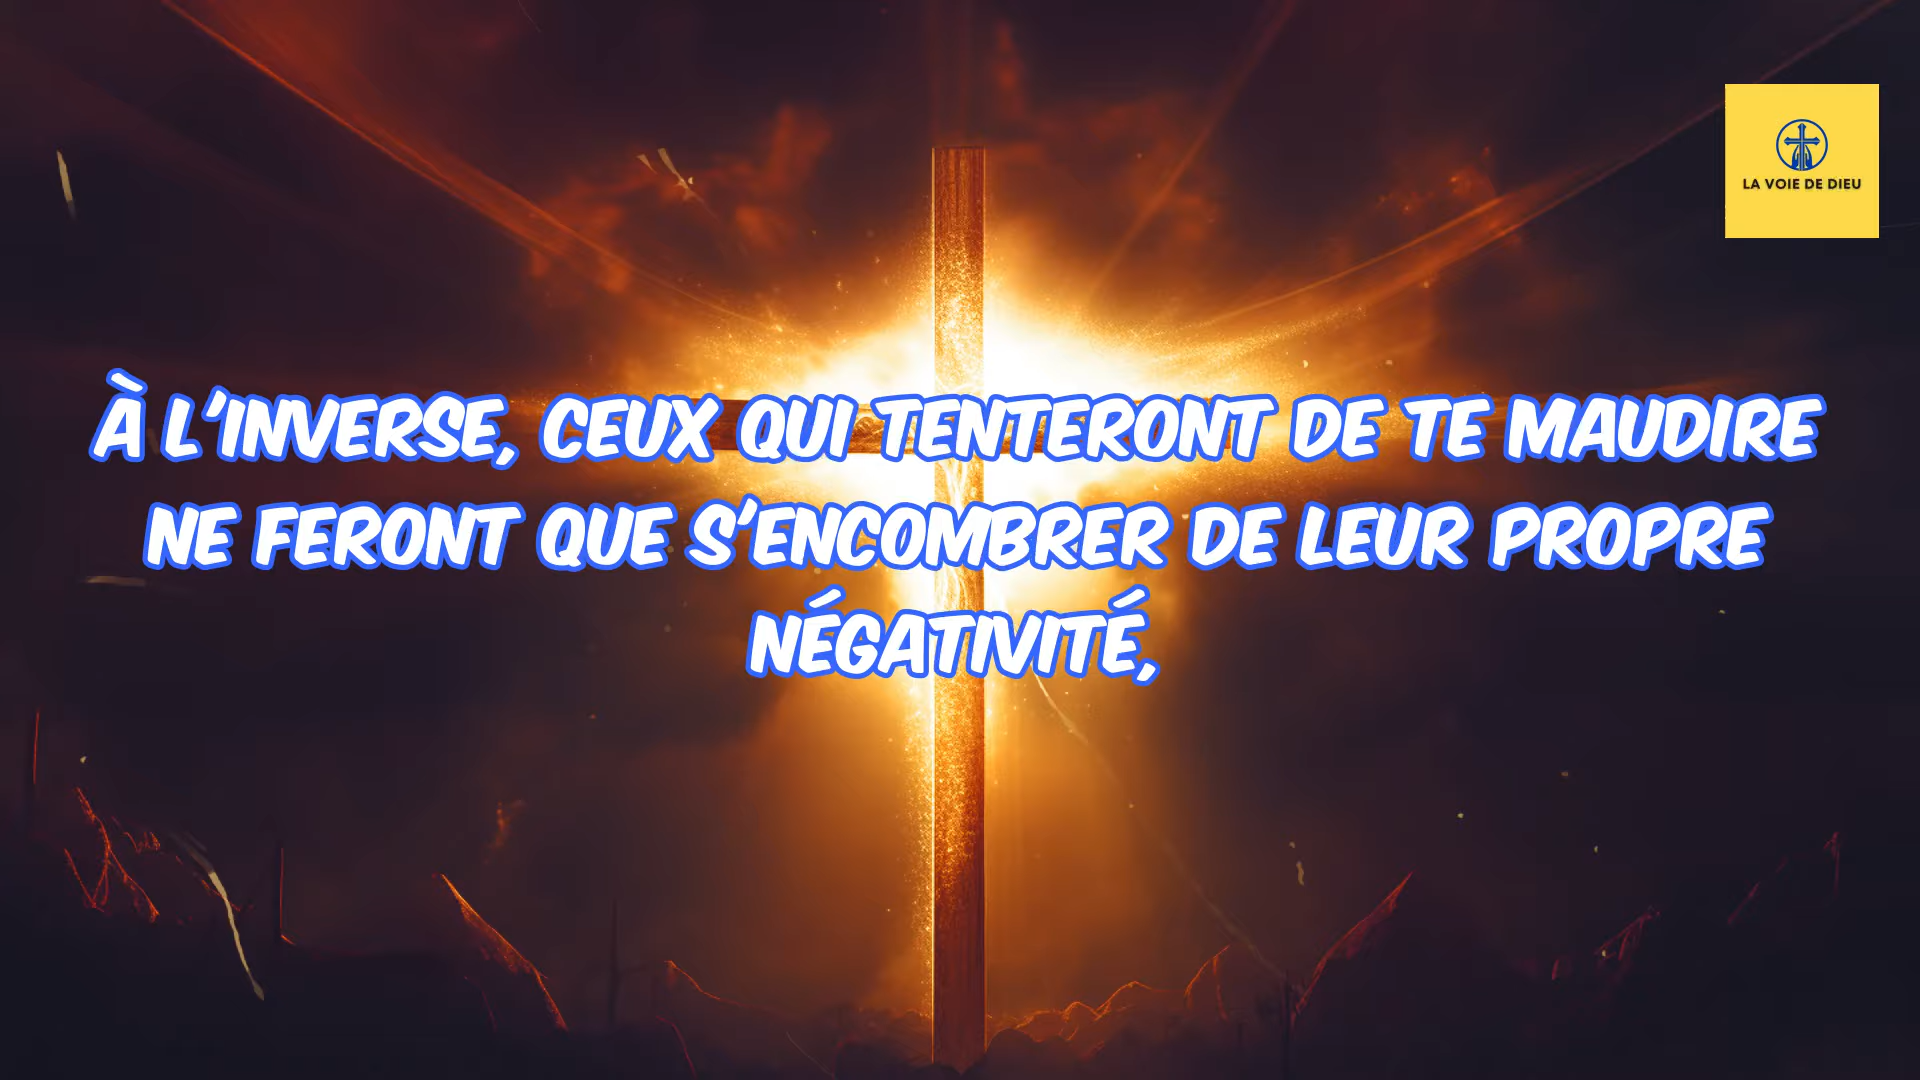 LA VOIE DE DIEU
À L'INVERSE, CEUX QUI TENTERONT DE TE MAUDIRE
NE FERONT QUE S'ENCOMBRER DE LEUR PROPRE
NÉGATIVITÉ,